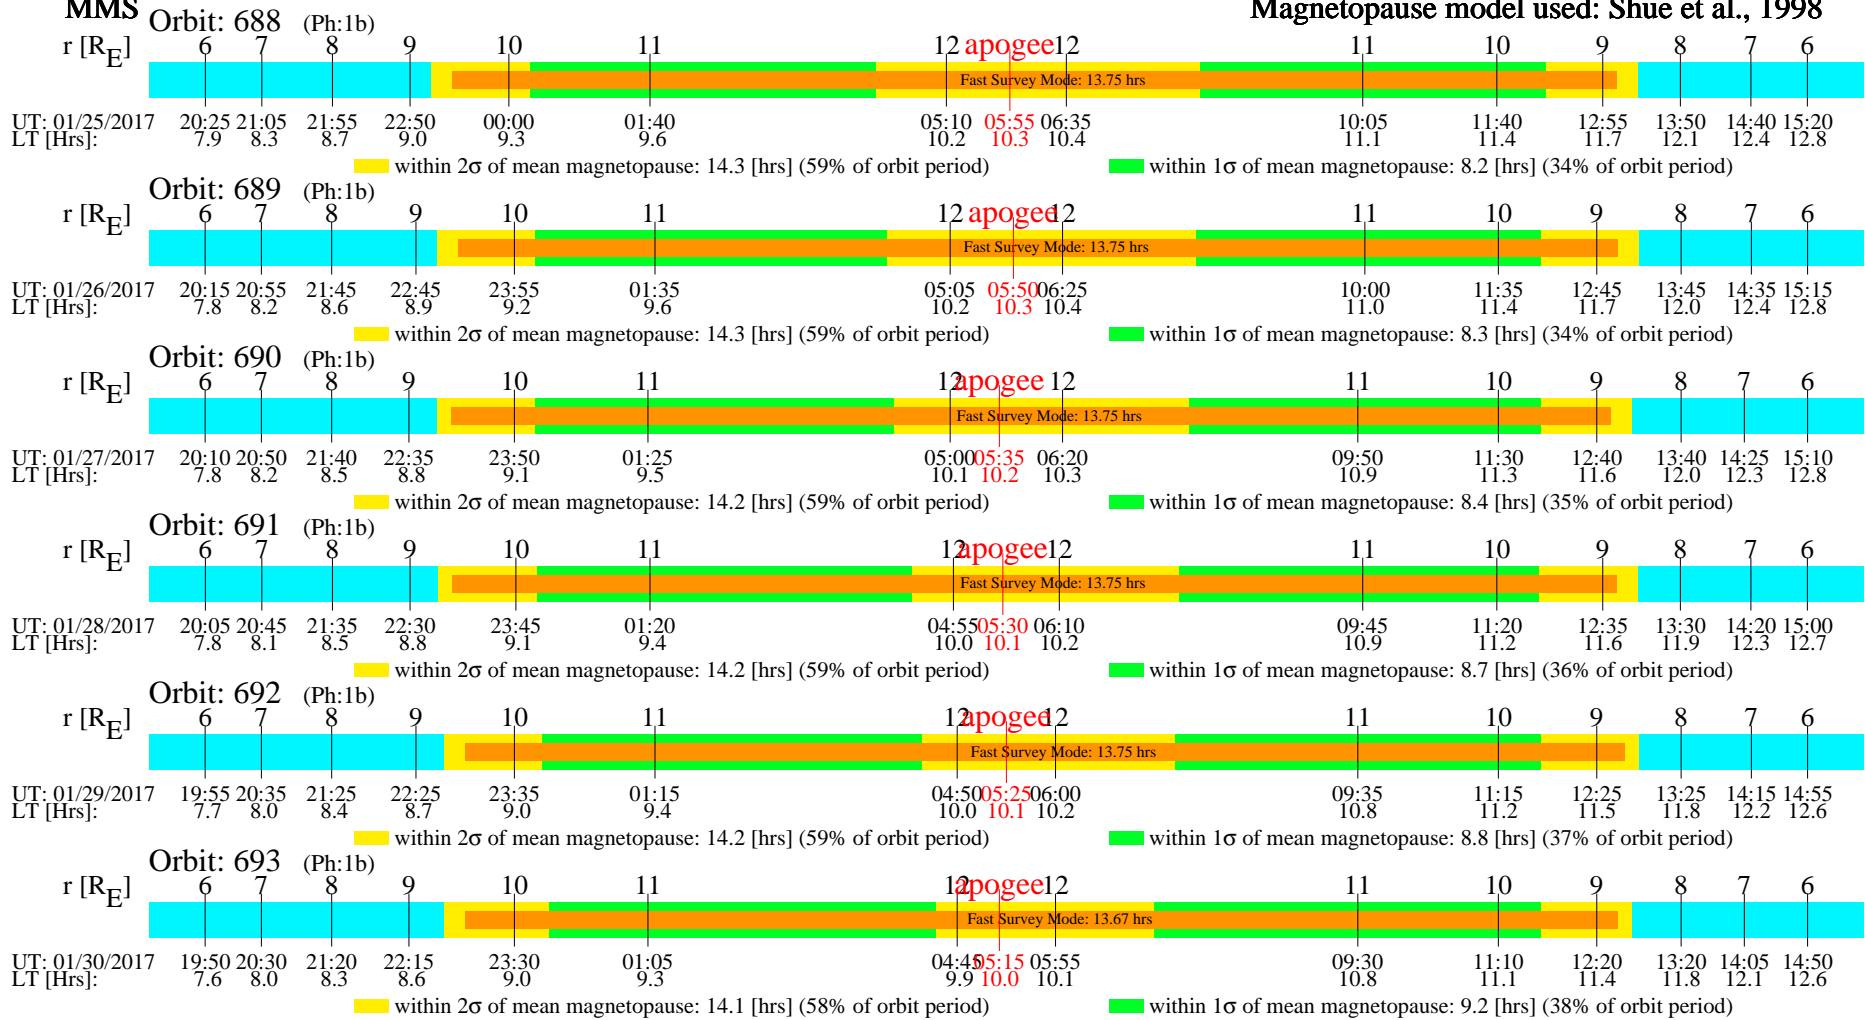 MMS Magnetopause model used: Shue et al., 1998
Orbit: 688 (Ph:1b)
r [RE] 6 7 8 9 10 11 12 apogee 12 11 10 9 8 7 6
Fast Survey Mode: 13.75 hrs
UT: 01/25/2017 20:25 21:05 21:55 22:50 00:00 01:40 05:10 05:55 06:35 10:05 11:40 12:55 13:50 14:40 15:20
LT [Hrs]: 7.9 8.3 8.7 9.0 9.3 9.6 10.2 10.3 10.4 11.1 11.4 11.7 12.1 12.4 12.8
within 2σ of mean magnetopause: 14.3 [hrs] (59% of orbit period) within 1σ of mean magnetopause: 8.2 [hrs] (34% of orbit period)
Orbit: 689 (Ph:1b)
r [RE] 6 7 8 9 10 11 12 apogee 12 11 10 9 8 7 6
Fast Survey Mode: 13.75 hrs
UT: 01/26/2017 20:15 20:55 21:45 22:45 23:55 01:35 05:05 05:50 06:25 10:00 11:35 12:45 13:45 14:35 15:15
LT [Hrs]: 7.8 8.2 8.6 8.9 9.2 9.6 10.2 10.3 10.4 11.0 11.4 11.7 12.0 12.4 12.8
within 2σ of mean magnetopause: 14.3 [hrs] (59% of orbit period) within 1σ of mean magnetopause: 8.3 [hrs] (34% of orbit period)
Orbit: 690 (Ph:1b)
r [RE] 6 7 8 9 10 11 12 apogee 12 11 10 9 8 7 6
Fast Survey Mode: 13.75 hrs
UT: 01/27/2017 20:10 20:50 21:40 22:35 23:50 01:25 05:00 05:35 06:20 09:50 11:30 12:40 13:40 14:25 15:10
LT [Hrs]: 7.8 8.2 8.5 8.8 9.1 9.5 10.1 10.2 10.3 10.9 11.3 11.6 12.0 12.3 12.8
within 2σ of mean magnetopause: 14.2 [hrs] (59% of orbit period) within 1σ of mean magnetopause: 8.4 [hrs] (35% of orbit period)
Orbit: 691 (Ph:1b)
r [RE] 6 7 8 9 10 11 12 apogee 12 11 10 9 8 7 6
Fast Survey Mode: 13.75 hrs
UT: 01/28/2017 20:05 20:45 21:35 22:30 23:45 01:20 04:55 05:30 06:10 09:45 11:20 12:35 13:30 14:20 15:00
LT [Hrs]: 7.8 8.1 8.5 8.8 9.1 9.4 10.0 10.1 10.2 10.9 11.2 11.6 11.9 12.3 12.7
within 2σ of mean magnetopause: 14.2 [hrs] (59% of orbit period) within 1σ of mean magnetopause: 8.7 [hrs] (36% of orbit period)
Orbit: 692 (Ph:1b)
r [RE] 6 7 8 9 10 11 12 apogee 12 11 10 9 8 7 6
Fast Survey Mode: 13.75 hrs
UT: 01/29/2017 19:55 20:35 21:25 22:25 23:35 01:15 04:50 05:25 06:00 09:35 11:15 12:25 13:25 14:15 14:55
LT [Hrs]: 7.7 8.0 8.4 8.7 9.0 9.4 10.0 10.1 10.2 10.8 11.2 11.5 11.8 12.2 12.6
within 2σ of mean magnetopause: 14.2 [hrs] (59% of orbit period) within 1σ of mean magnetopause: 8.8 [hrs] (37% of orbit period)
Orbit: 693 (Ph:1b)
r [RE] 6 7 8 9 10 11 12 apogee 12 11 10 9 8 7 6
Fast Survey Mode: 13.67 hrs
UT: 01/30/2017 19:50 20:30 21:20 22:15 23:30 01:05 04:45 05:15 05:55 09:30 11:10 12:20 13:20 14:05 14:50
LT [Hrs]: 7.6 8.0 8.3 8.6 9.0 9.3 9.9 10.0 10.1 10.8 11.1 11.4 11.8 12.1 12.6
within 2σ of mean magnetopause: 14.1 [hrs] (58% of orbit period) within 1σ of mean magnetopause: 9.2 [hrs] (38% of orbit period)